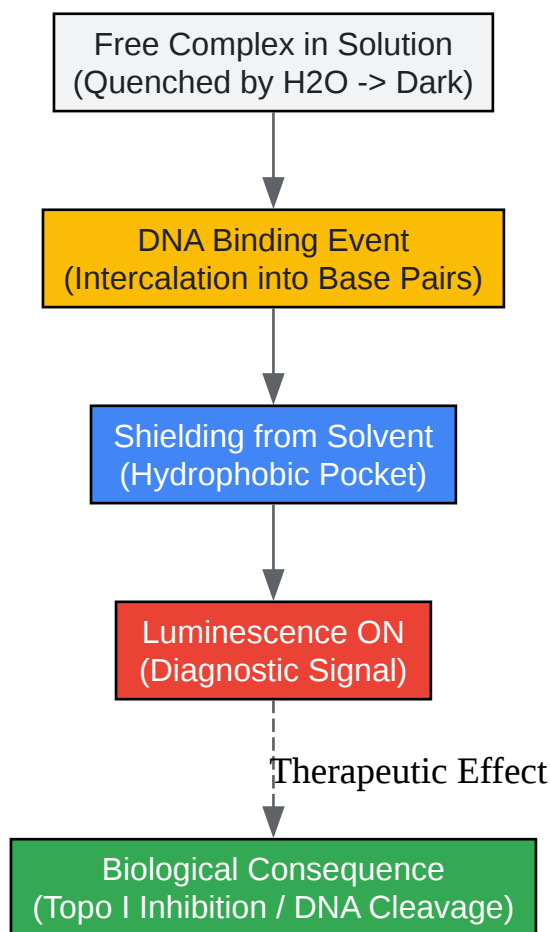 Free Complex in Solution
(Quenched by H2O -> Dark)
DNA Binding Event
(Intercalation into Base Pairs)
Shielding from Solvent
(Hydrophobic Pocket)
Luminescence ON
(Diagnostic Signal)
Therapeutic Effect
Biological Consequence
(Topo I Inhibition / DNA Cleavage)